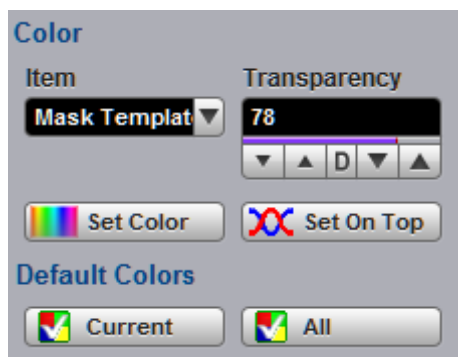 Color
Item
Transparency
Mask Templat
78
D
Set Color
Set On Top
Default Colors
Current
All